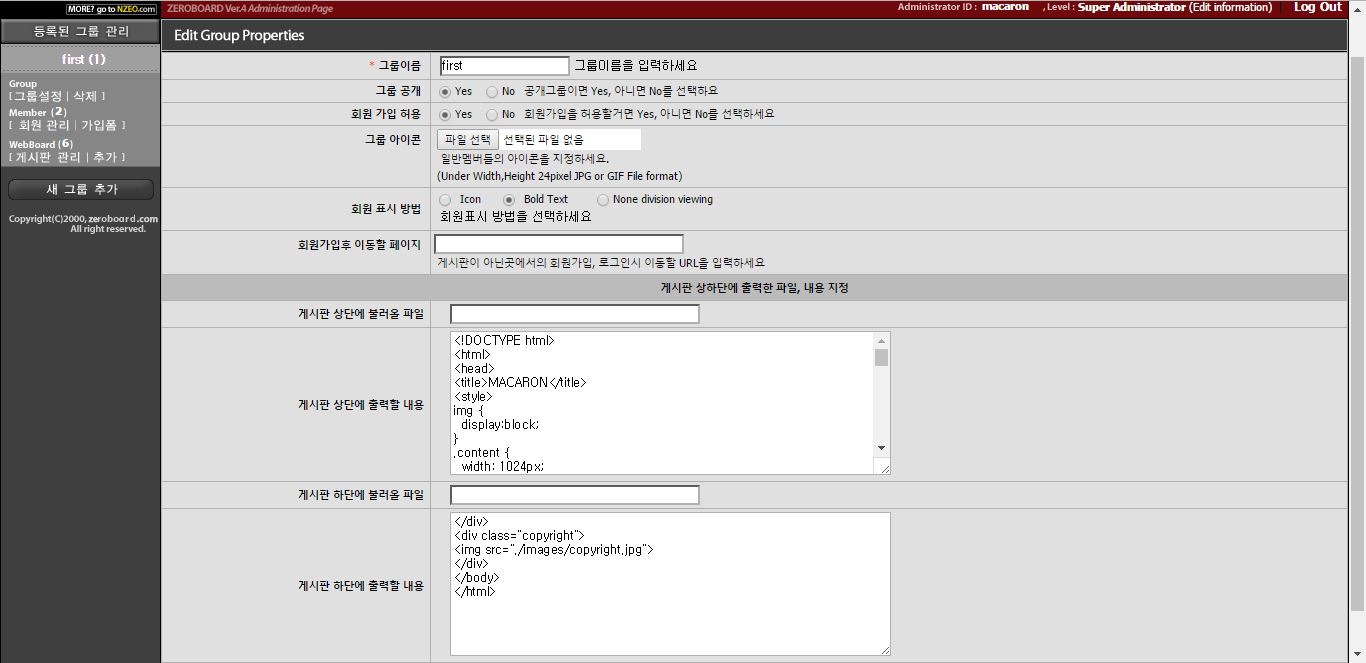 MORE? go to NZEO.com
ZEROBOARD Ver.4 Administration Page
Administrator ID : macaron , Level : Super Administrator (Edit information) Log Out
등록된 그룹 관리
first (1)
Group
[그룹설정 | 삭제 ]
Member (2)
[ 회원 관리 | 가입폼 ]
WebBoard (6)
[ 게시판 관리 | 추가 ]
새 그룹 추가
Copyright(C)2000, zeroboard.com
All right reserved.
Edit Group Properties
* 그룹이름 first 그룹이름을 입력하세요
그룹 공개 Yes No 공개그룹이면 Yes, 아니면 No를 선택하요
회원 가입 허용 Yes No 회원가입을 허용할거면 Yes, 아니면 No를 선택하세요
그룹 아이콘 파일 선택 선택된 파일 없음
일반멤버들의 아이콘을 지정하세요.
(Under Width,Height 24pixel JPG or GIF File format)
회원 표시 방법 Icon Bold Text None division viewing
회원표시 방법을 선택하세요
회원가입후 이동할 페이지
게시판이 아닌곳에서의 회원가입, 로그인시 이동할 URL을 입력하세요
게시판 상하단에 출력한 파일, 내용 지정
게시판 상단에 불러올 파일
게시판 상단에 출력할 내용
<!DOCTYPE html>
<html>
<head>
<title>MACARON</title>
<style>
img {
display:block;
}
.content {
width: 1024px;
게시판 하단에 불러올 파일
게시판 하단에 출력할 내용
</div>
<div class="copyright">
<img src="./images/copyright.jpg">
</div>
</body>
</html>